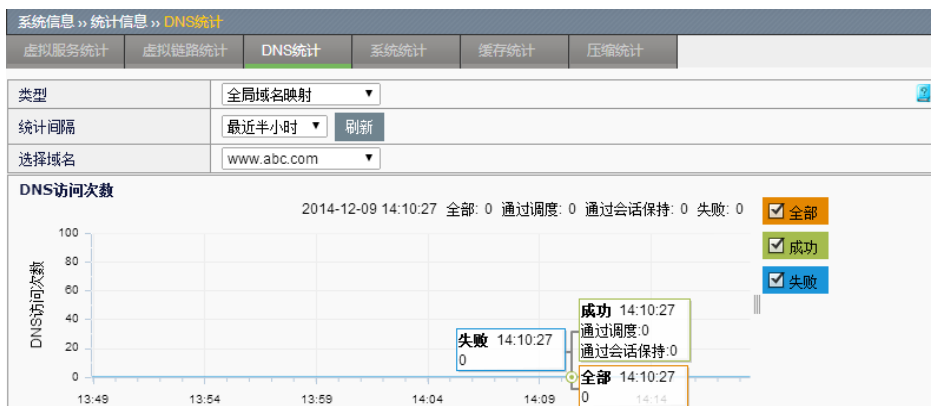 系统信息 » 统计信息 » DNS统计
虚拟服务统计 虚拟链路统计 DNS统计 系统统计 缓存统计 压缩统计
类型 全局域名映射
统计间隔 最近半小时 刷新
选择域名 www.abc.com
DNS访问次数
2014-12-09 14:10:27 全部: 0 通过调度: 0 通过会话保持: 0 失败: 0
全部
成功
失败
DNS访问次数
100
80
60
40
20
0
成功 14:10:27
通过调度:0
通过会话保持:0
失败 14:10:27
0
全部 14:10:27
0
13:49 13:54 13:59 14:04 14:09 14:14